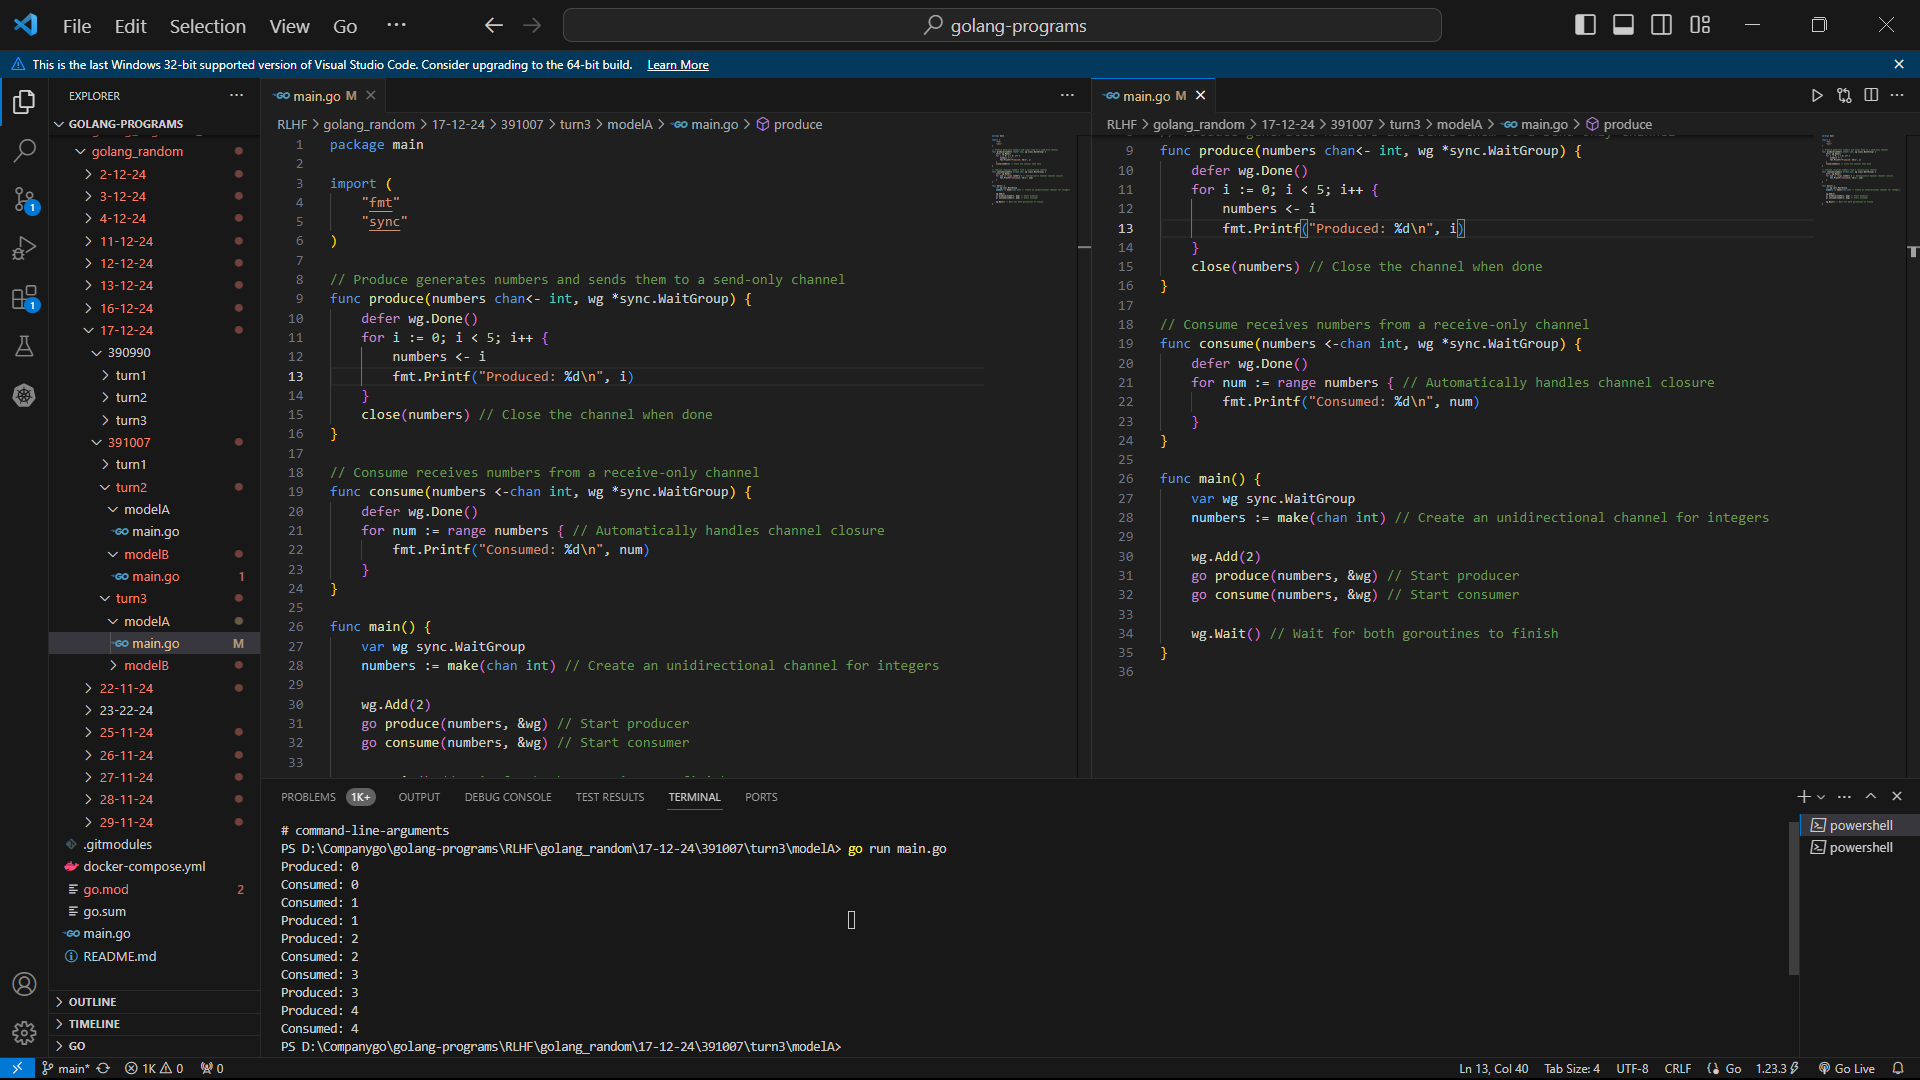 File Edit Selection View Go ···
golang-programs
This is the last Windows 32-bit supported version of Visual Studio Code. Consider upgrading to the 64-bit build. Learn More
EXPLORER
GOLANG-PROGRAMS
golang_random
2-12-24
3-12-24
4-12-24
11-12-24
12-12-24
13-12-24
16-12-24
17-12-24
390990
turn1
turn2
turn3
391007
turn1
turn2
modelA
main.go
modelB
main.go 1
turn3
modelA
main.go M
modelB
22-11-24
23-22-24
25-11-24
26-11-24
27-11-24
28-11-24
29-11-24
.gitmodules
docker-compose.yml
go.mod 2
go.sum
main.go
README.md
OUTLINE
TIMELINE
GO
1
1
main.go M
RLHF > golang_random > 17-12-24 > 391007 > turn3 > modelA > main.go > produce
1 package main
2
3 import (
4 "fmt"
5 "sync"
6 )
7
8 // Produce generates numbers and sends them to a send-only channel
9 func produce(numbers chan<- int, wg *sync.WaitGroup) {
10 defer wg.Done()
11 for i := 0; i < 5; i++ {
12 numbers <- i
13 fmt.Printf("Produced: %d\n", i)
14 }
15 close(numbers) // Close the channel when done
16 }
17
18 // Consume receives numbers from a receive-only channel
19 func consume(numbers <-chan int, wg *sync.WaitGroup) {
20 defer wg.Done()
21 for num := range numbers { // Automatically handles channel closure
22 fmt.Printf("Consumed: %d\n", num)
23 }
24 }
25
26 func main() {
27 var wg sync.WaitGroup
28 numbers := make(chan int) // Create an unidirectional channel for integers
29
30 wg.Add(2)
31 go produce(numbers, &wg) // Start producer
32 go consume(numbers, &wg) // Start consumer
33
main.go M
RLHF > golang_random > 17-12-24 > 391007 > turn3 > modelA > main.go > produce
9 func produce(numbers chan<- int, wg *sync.WaitGroup) {
10 defer wg.Done()
11 for i := 0; i < 5; i++ {
12 numbers <- i
13 fmt.Printf("Produced: %d\n", i)
14 }
15 close(numbers) // Close the channel when done
16 }
17
18 // Consume receives numbers from a receive-only channel
19 func consume(numbers <-chan int, wg *sync.WaitGroup) {
20 defer wg.Done()
21 for num := range numbers { // Automatically handles channel closure
22 fmt.Printf("Consumed: %d\n", num)
23 }
24 }
25
26 func main() {
27 var wg sync.WaitGroup
28 numbers := make(chan int) // Create an unidirectional channel for integers
29
30 wg.Add(2)
31 go produce(numbers, &wg) // Start producer
32 go consume(numbers, &wg) // Start consumer
33
34 wg.Wait() // Wait for both goroutines to finish
35 }
36
PROBLEMS 1K+ OUTPUT DEBUG CONSOLE TEST RESULTS TERMINAL PORTS
# command-line-arguments
PS D:\Companygo\golang-programs\RLHF\golang_random\17-12-24\391007\turn3\modelA> go run main.go
Produced: 0
Consumed: 0
Consumed: 1
Produced: 1
Produced: 2
Consumed: 2
Consumed: 3
Produced: 3
Produced: 4
Consumed: 4
PS D:\Companygo\golang-programs\RLHF\golang_random\17-12-24\391007\turn3\modelA>
powershell
powershell
main* 1K 0 0 Ln 13, Col 40 Tab Size: 4 UTF-8 CRLF Go 1.23.3 Go Live